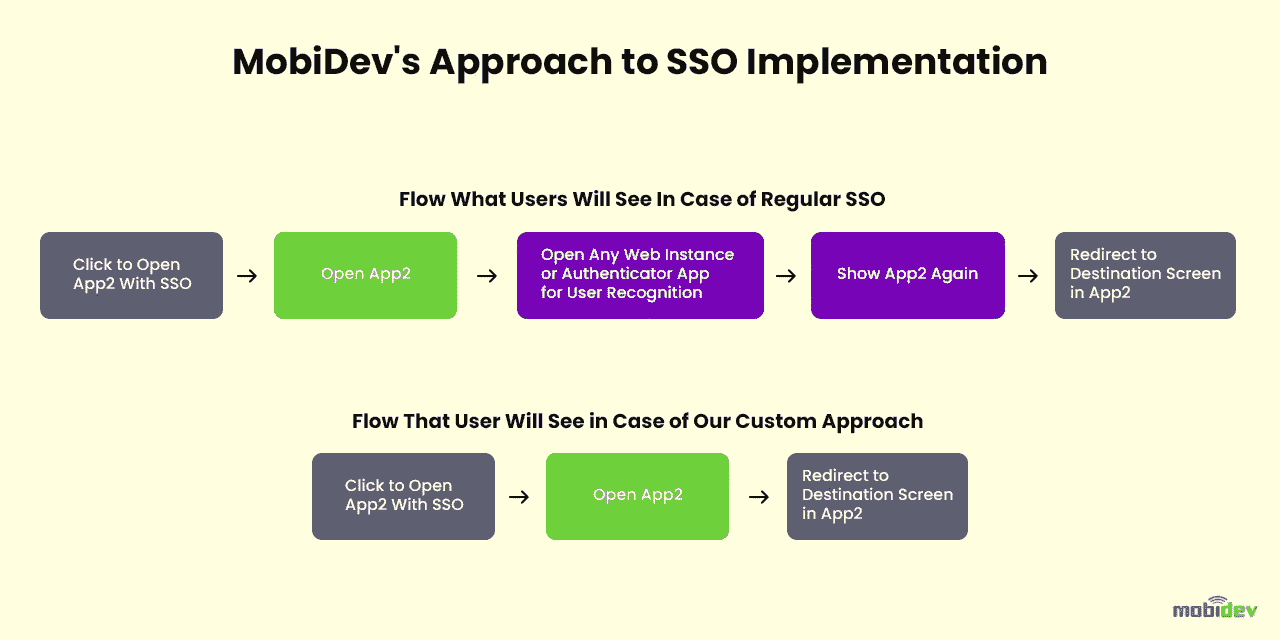 MobiDev's Approach to SSO Implementation
Flow What Users Will See In Case of Regular SSO
Click to Open
App2 With SSO
Open App2
Open Any Web Instance
or Authenticator App
for User Recognition
Show App2 Again
Redirect to
Destination Screen
in App2
Flow That User Will See in Case of Our Custom Approach
Click to Open
App2 With SSO
Open App2
Redirect to
Destination Screen
in App2
mobidev